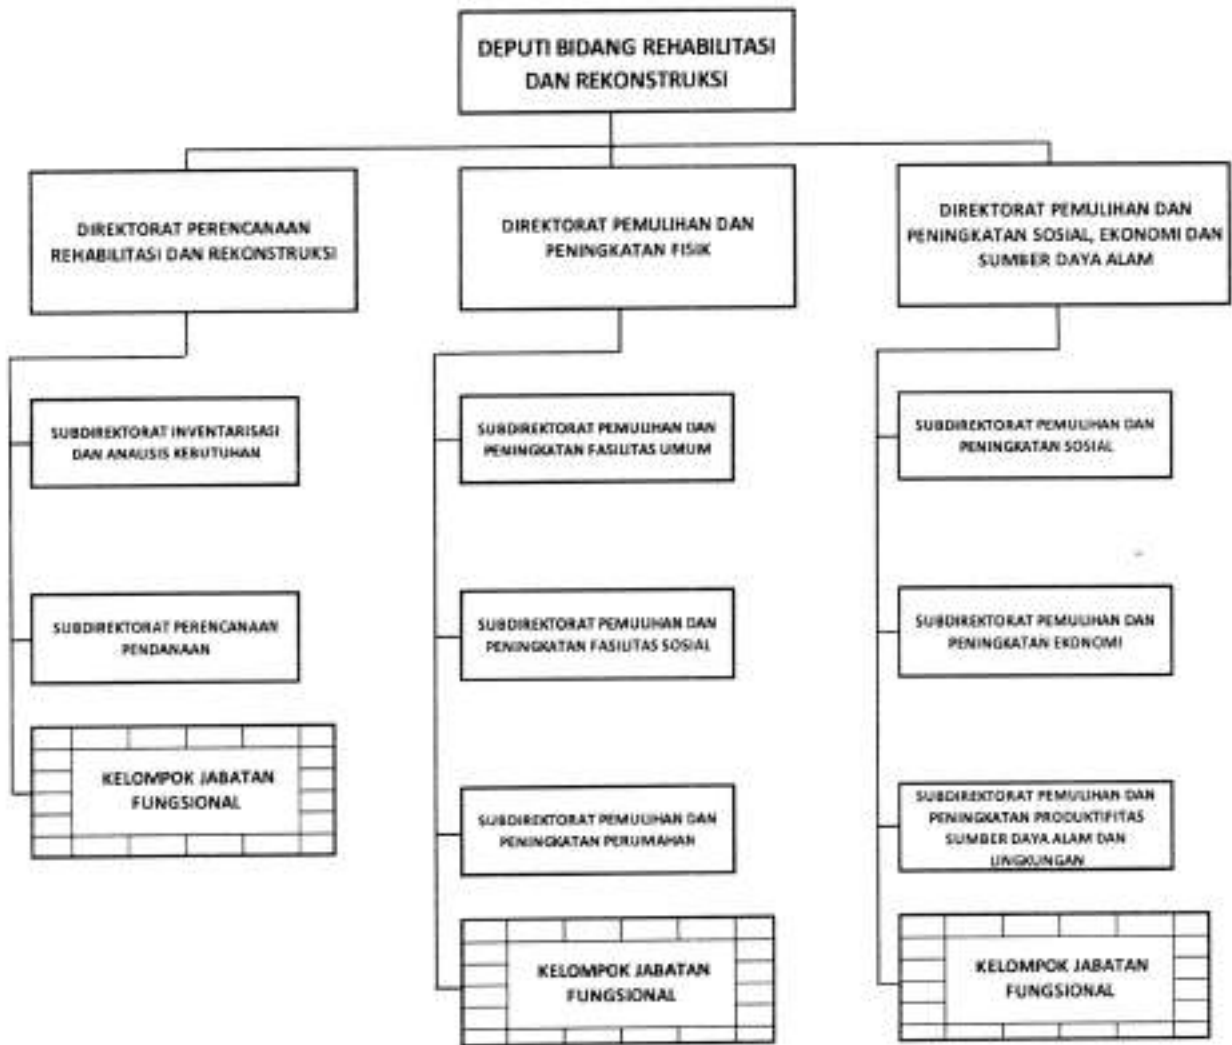 DEPUTI BIDANG REHABILITASI
DAN REKONSTRUKSI
DIREKTORAT PERENCANAAN
REHABILITASI DAN REKONSTRUKSI
DIREKTORAT PEMULIHAN DAN
PENINGKATAN FISIK
DIREKTORAT PEMULIHAN DAN
PENINGKATAN SOSIAL, EKONOMI DAN
SUMBER DAYA ALAM
SUBDIREKTORAT INVENTARISASI
DAN ANALISIS KEBUTUHAN
SUBDIREKTORAT PERENCANAAN
PENDANAAN
KELOMPOK JABATAN
FUNGSIONAL
SUBDIREKTORAT PEMULIHAN DAN
PENINGKATAN FASILITAS UMUM
SUBDIREKTORAT PEMULIHAN DAN
PENINGKATAN FASILITAS SOSIAL
SUBDIREKTORAT PEMULIHAN DAN
PENINGKATAN PERUMAHAN
KELOMPOK JABATAN
FUNGSIONAL
SUBDIREKTORAT PEMULIHAN DAN
PENINGKATAN SOSIAL
SUBDIREKTORAT PEMULIHAN DAN
PENINGKATAN EKONOMI
SUBDIREKTORAT PEMULIHAN DAN
PENINGKATAN PRODUKTIFITAS
SUMBER DAYA ALAM DAN
LINGKUNGAN
KELOMPOK JABATAN
FUNGSIONAL